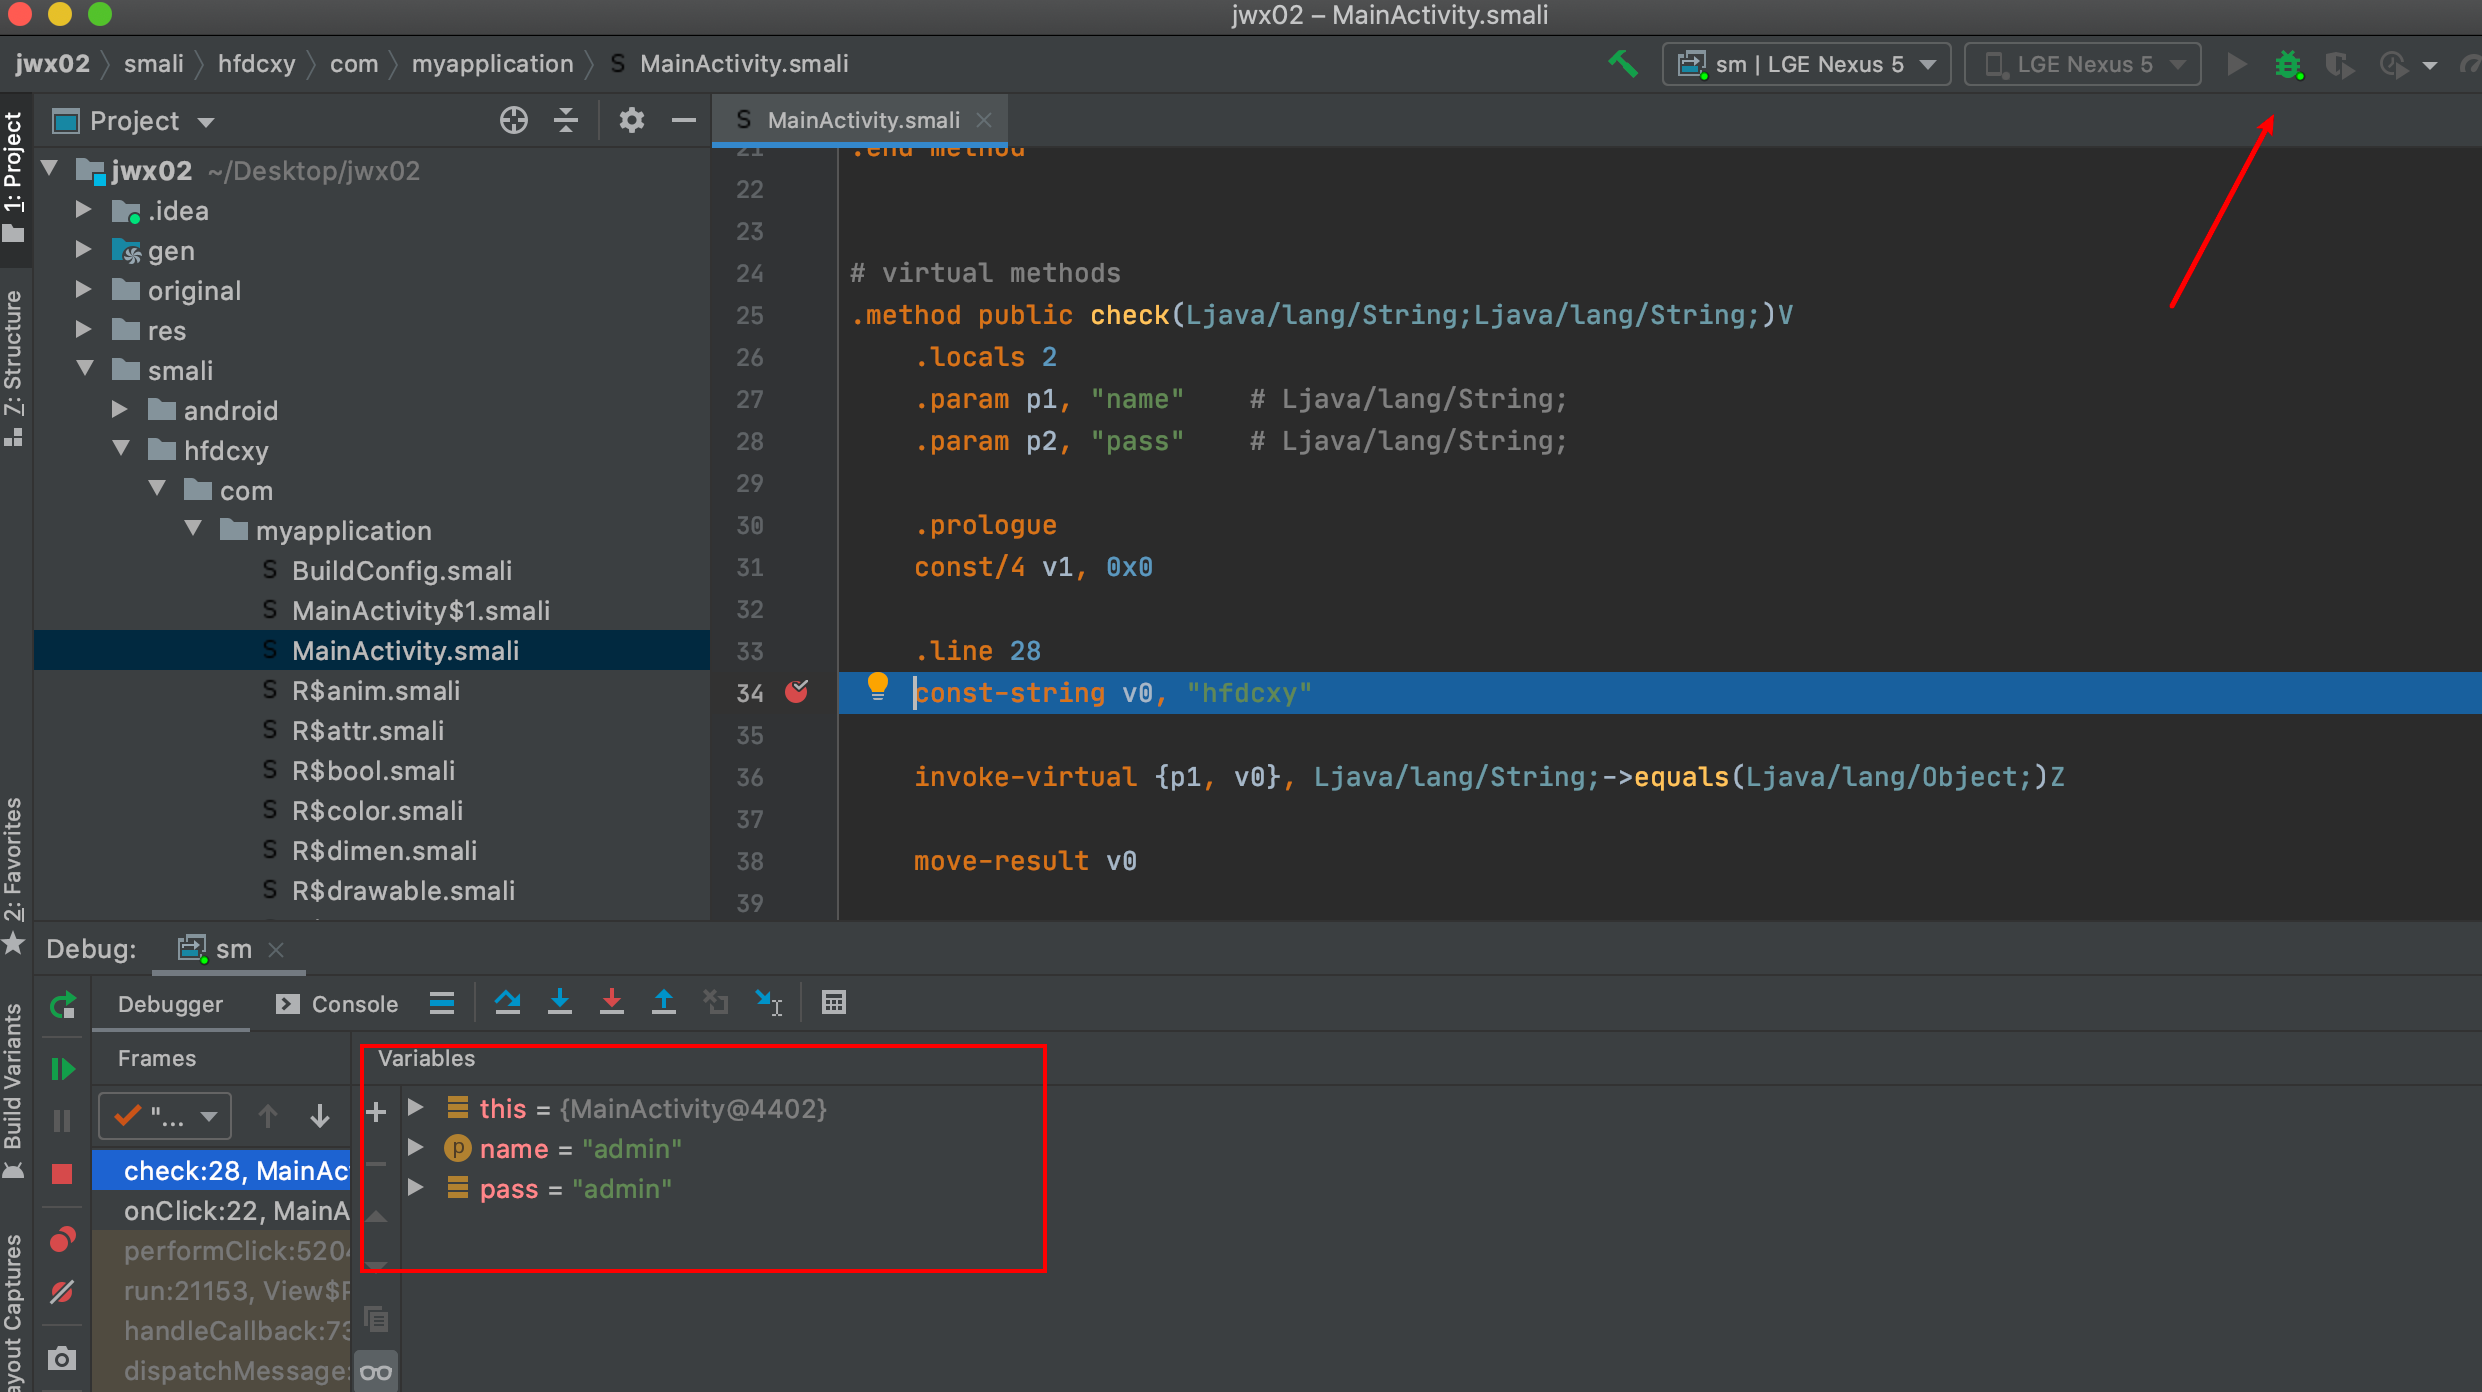 jwx02 – MainActivity.smali
jwx02 smali hfdcxy com myapplication S MainActivity.smali
sm | LGE Nexus 5
LGE Nexus 5
1: Project
7: Structure
2: Favorites
Build Variants
ayout Captures
Project
jwx02 ~/Desktop/jwx02
.idea
gen
original
res
smali
android
hfdcxy
com
myapplication
S BuildConfig.smali
S MainActivity$1.smali
S MainActivity.smali
S R$anim.smali
S R$attr.smali
S R$bool.smali
S R$color.smali
S R$dimen.smali
S R$drawable.smali
S MainActivity.smali
21 .end method
22
23
24 # virtual methods
25 .method public check(Ljava/lang/String;Ljava/lang/String;)V
26 .locals 2
27 .param p1, "name" # Ljava/lang/String;
28 .param p2, "pass" # Ljava/lang/String;
29
30 .prologue
31 const/4 v1, 0x0
32
33 .line 28
34 const-string v0, "hfdcxy"
35
36 invoke-virtual {p1, v0}, Ljava/lang/String;->equals(Ljava/lang/Object;)Z
37
38 move-result v0
39
Debug: sm
Debugger Console
Frames
"...
check:28, MainAc
onClick:22, MainA
performClick:520
run:21153, View$
handleCallback:73
dispatchMessage:
Variables
this = {MainActivity@4402}
p name = "admin"
pass = "admin"